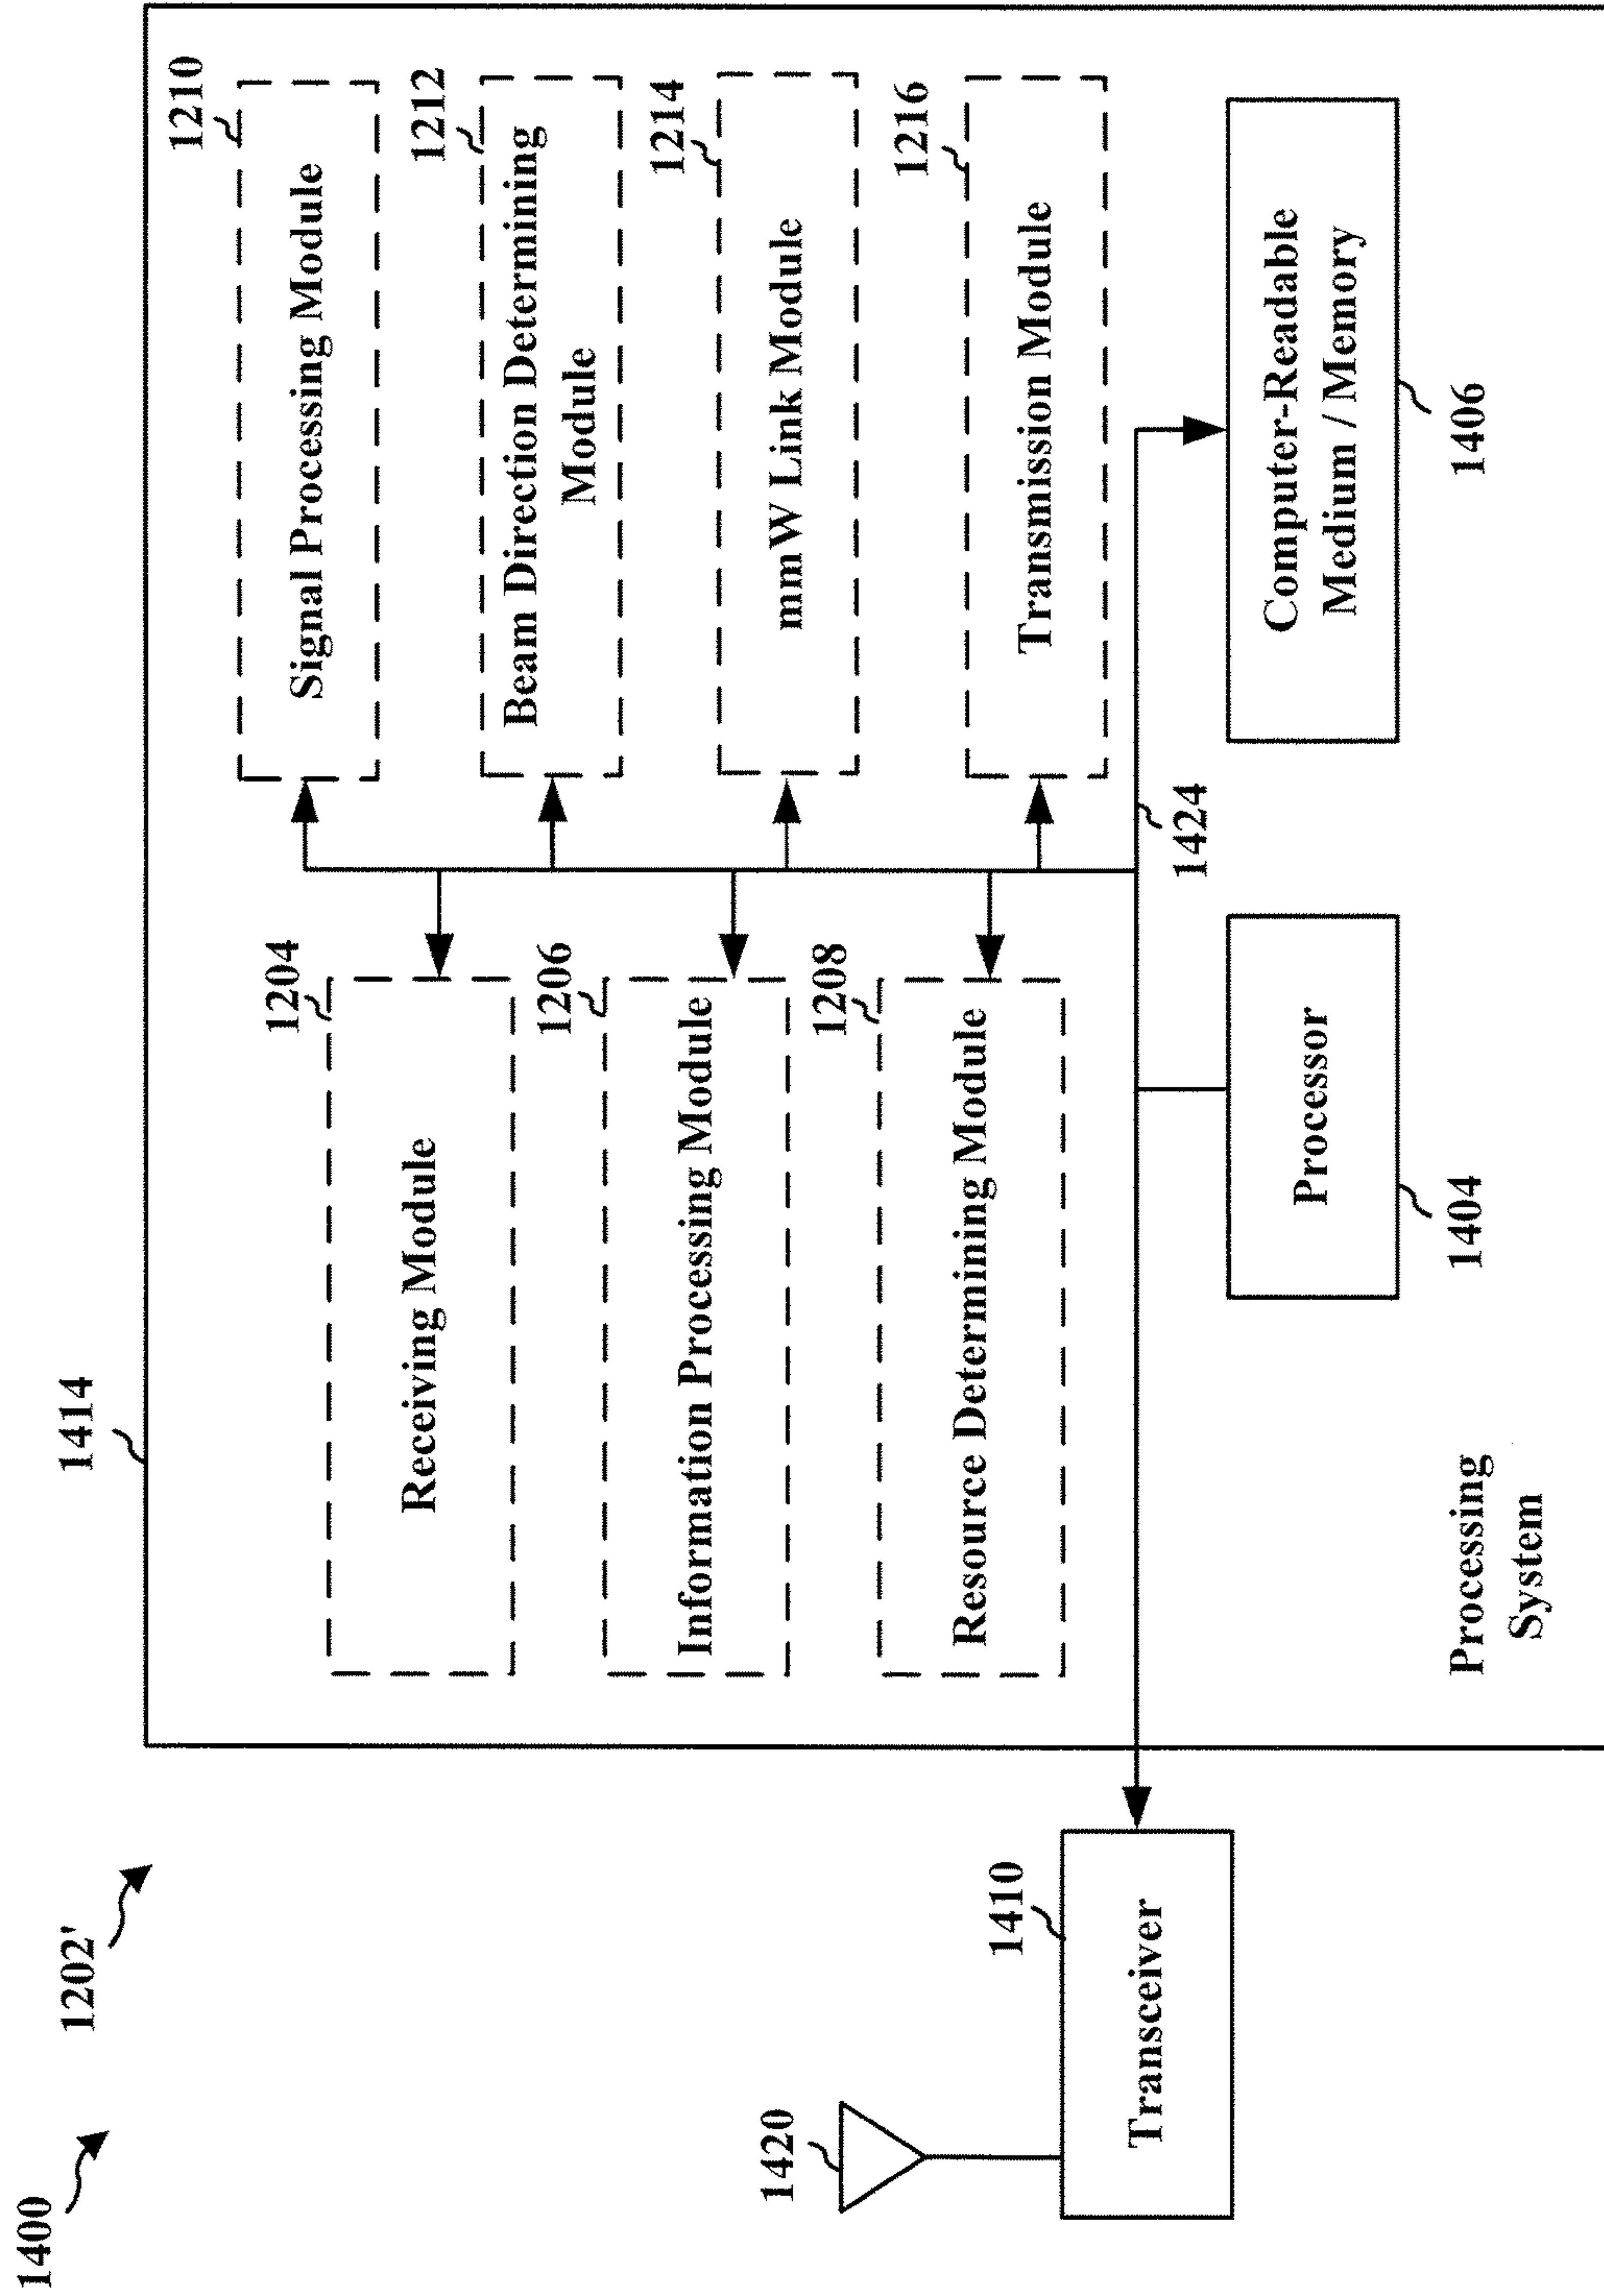 1400
1202'
1414
1204
Receiving Module
1206
Information Processing Module
1208
Resource Determining Module
1210
Signal Processing Module
1212
Beam Direction Determining
Module
1214
mmW Link Module
1216
Transmission Module
1420
1410
Transceiver
1424
Processor
1404
Computer-Readable
Medium / Memory
1406
Processing
System